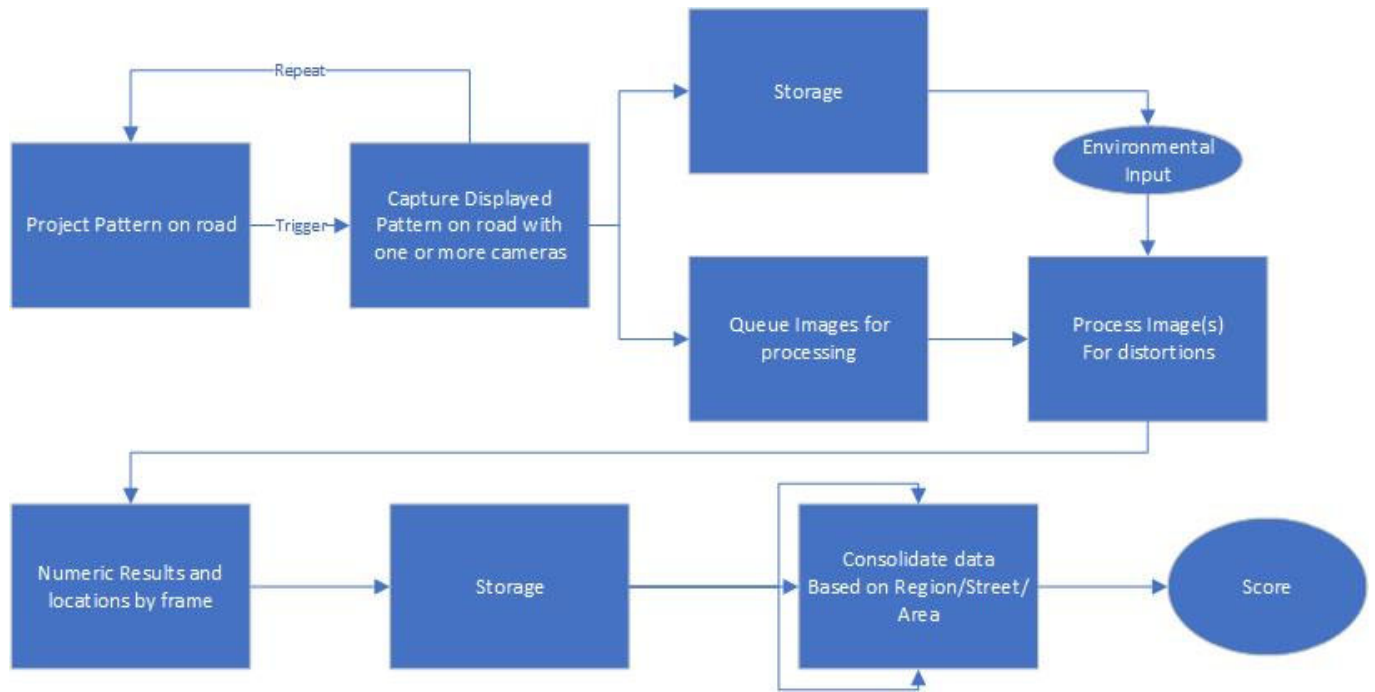 Repeat
Storage
Environmental
Input
Project Pattern on road
Trigger
Capture Displayed
Pattern on road with
one or more cameras
Queue Images for
processing
Process Image(s)
For distortions
Numeric Results and
locations by frame
Storage
Consolidate data
Based on Region/Street/
Area
Score